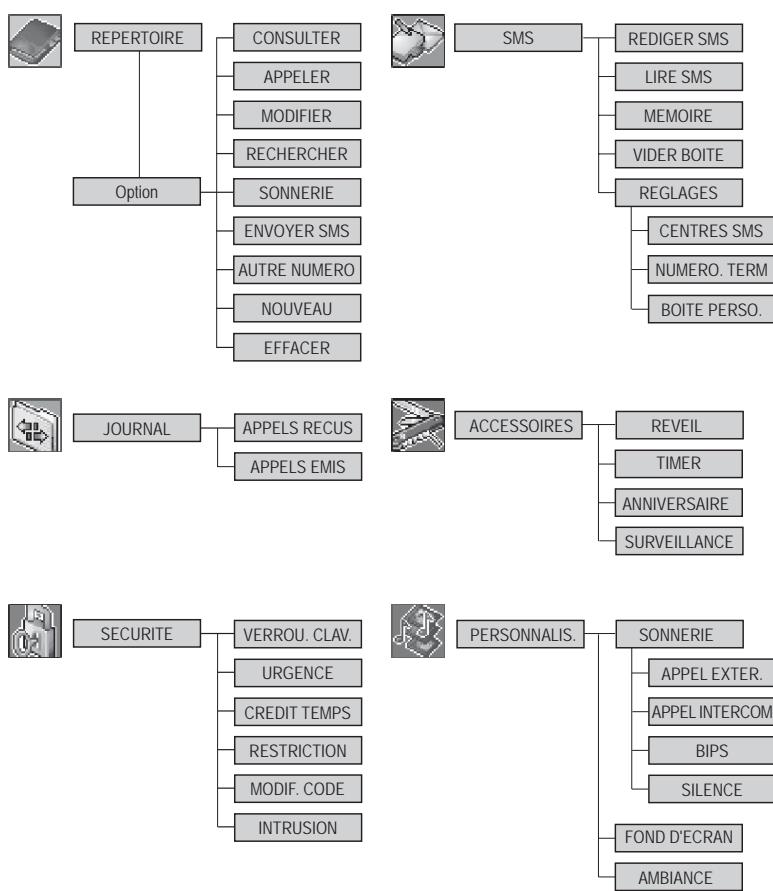 REPERTOIRE
CONSULTER
APPELER
MODIFIER
RECHERCHER
Option
SONNERIE
ENVOYER SMS
AUTRE NUMERO
NOUVEAU
EFFACER
SMS
REDIGER SMS
LIRE SMS
MEMOIRE
VIDER BOITE
REGLAGES
CENTRES SMS
NUMERO. TERM
BOITE PERSO.
JOURNAL
APPELS RECUS
APPELS EMIS
ACCESSOIRES
REVEIL
TIMER
ANNIVERSAIRE
SURVEILLANCE
SECURITE
VERROU. CLAV.
URGENCE
CREDIT TEMPS
RESTRICTION
MODIF. CODE
INTRUSION
PERSONNALIS.
SONNERIE
APPEL EXTER.
APPEL INTERCOM
BIPS
SILENCE
FOND D'ECRAN
AMBIANCE